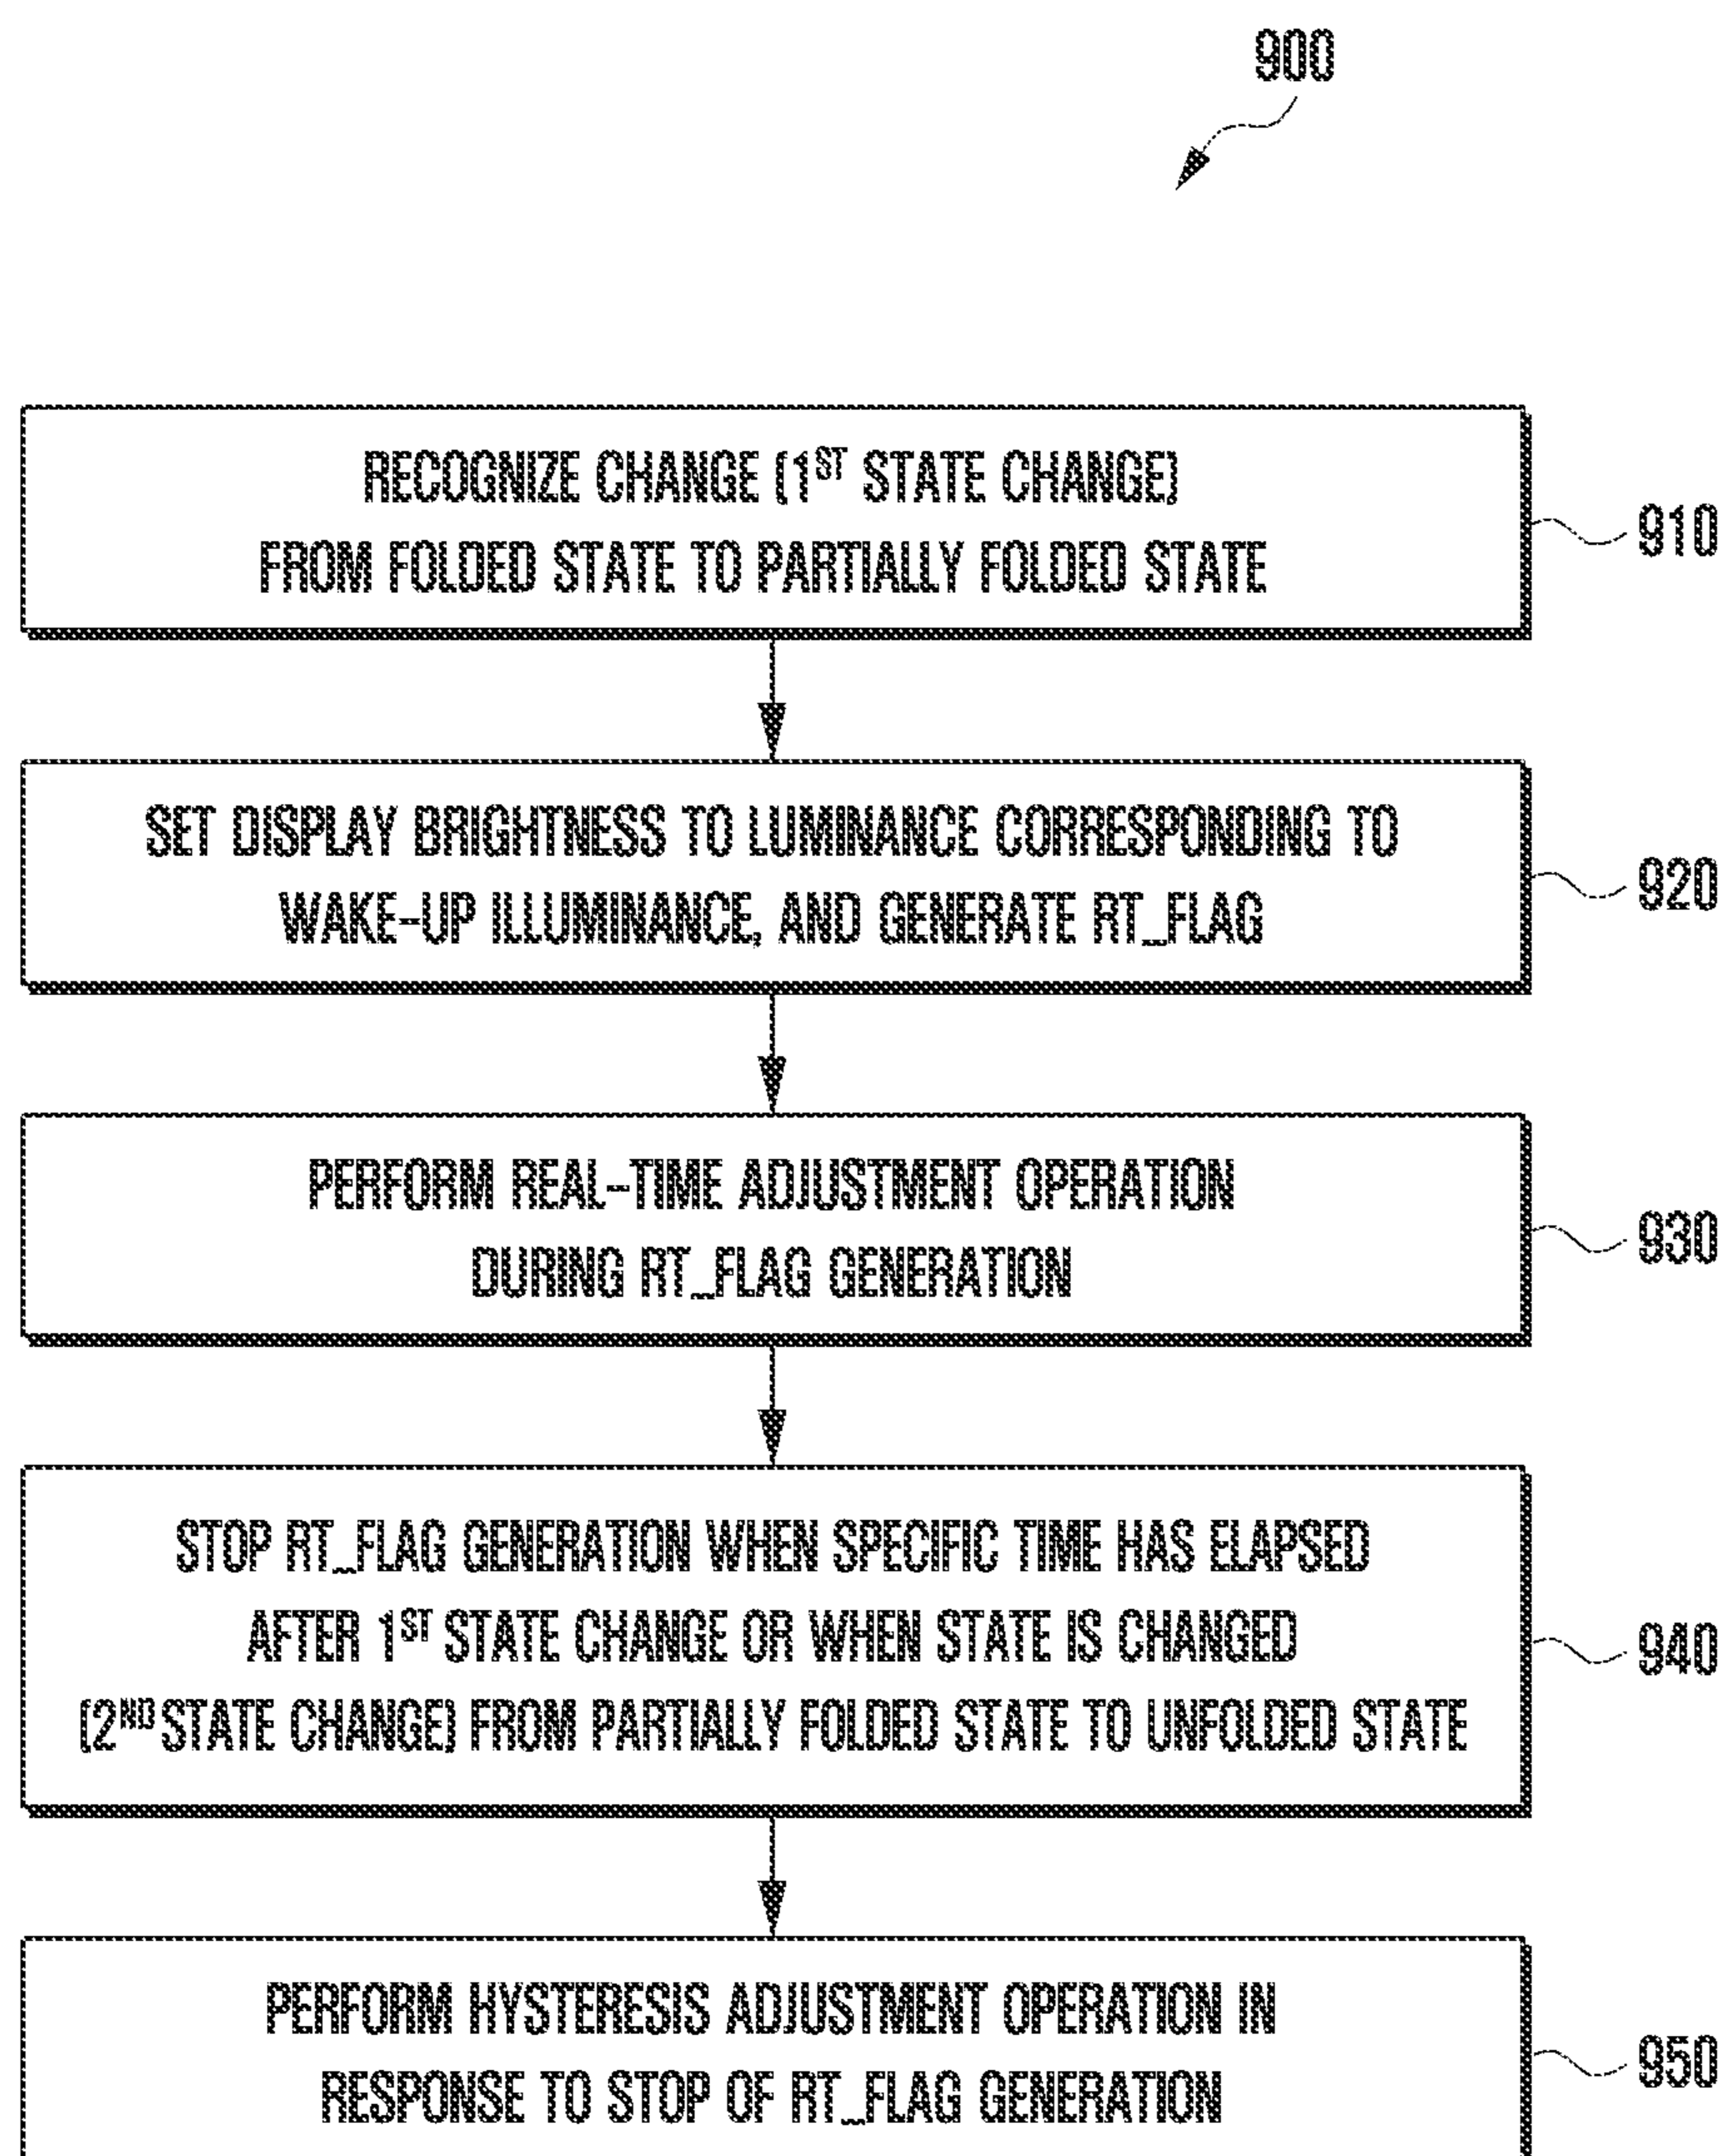 900
RECOGNIZE CHANGE (1ST STATE CHANGE)
FROM FOLDED STATE TO PARTIALLY FOLDED STATE
910
SET DISPLAY BRIGHTNESS TO LUMINANCE CORRESPONDING TO
WAKE-UP ILLUMINANCE, AND GENERATE RT_FLAG
920
PERFORM REAL-TIME ADJUSTMENT OPERATION
DURING RT_FLAG GENERATION
930
STOP RT_FLAG GENERATION WHEN SPECIFIC TIME HAS ELAPSED
AFTER 1ST STATE CHANGE OR WHEN STATE IS CHANGED
(2ND STATE CHANGE) FROM PARTIALLY FOLDED STATE TO UNFOLDED STATE
940
PERFORM HYSTERESIS ADJUSTMENT OPERATION IN
RESPONSE TO STOP OF RT_FLAG GENERATION
950